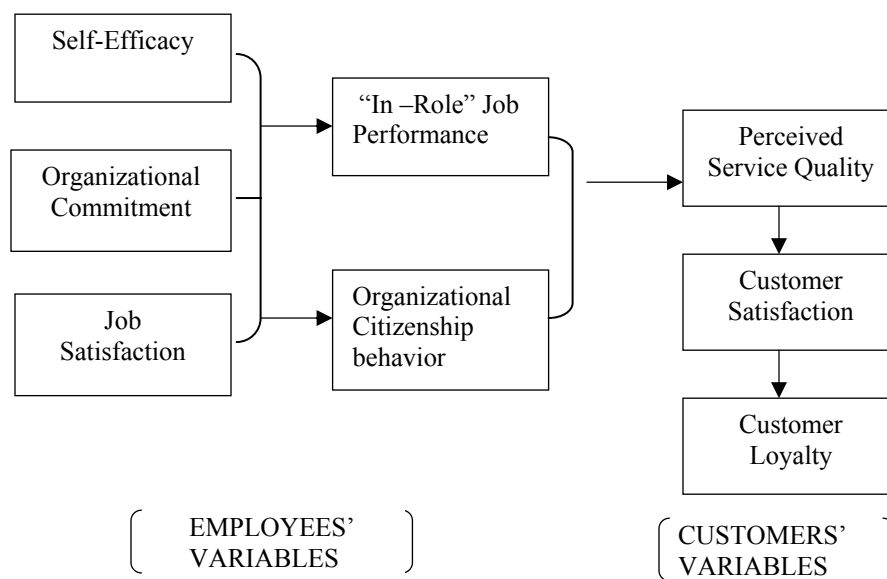 Self-Efficacy
Organizational
Commitment
Job
Satisfaction
“In –Role” Job
Performance
Organizational
Citizenship
behavior
Perceived
Service Quality
Customer
Satisfaction
Customer
Loyalty
EMPLOYEES’
VARIABLES
CUSTOMERS’
VARIABLES